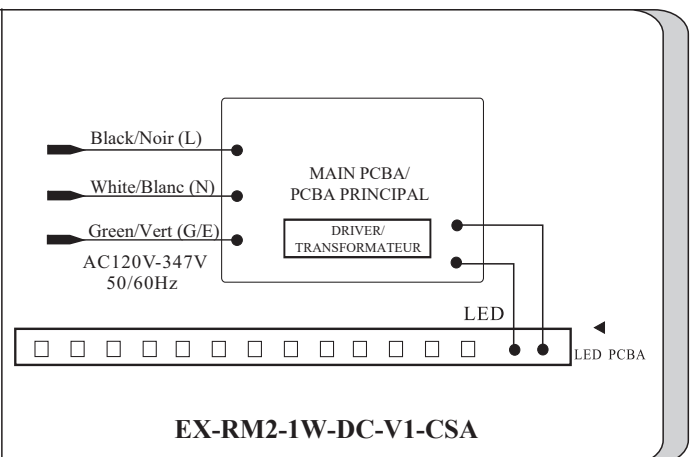 Black/Noir (L)
White/Blanc (N)
Green/Vert (G/E)
AC120V-347V
50/60Hz
MAIN PCBA/
PCBA PRINCIPAL
DRIVER/
TRANSFORMATEUR
LED
LED PCBA
EX-RM2-1W-DC-V1-CSA